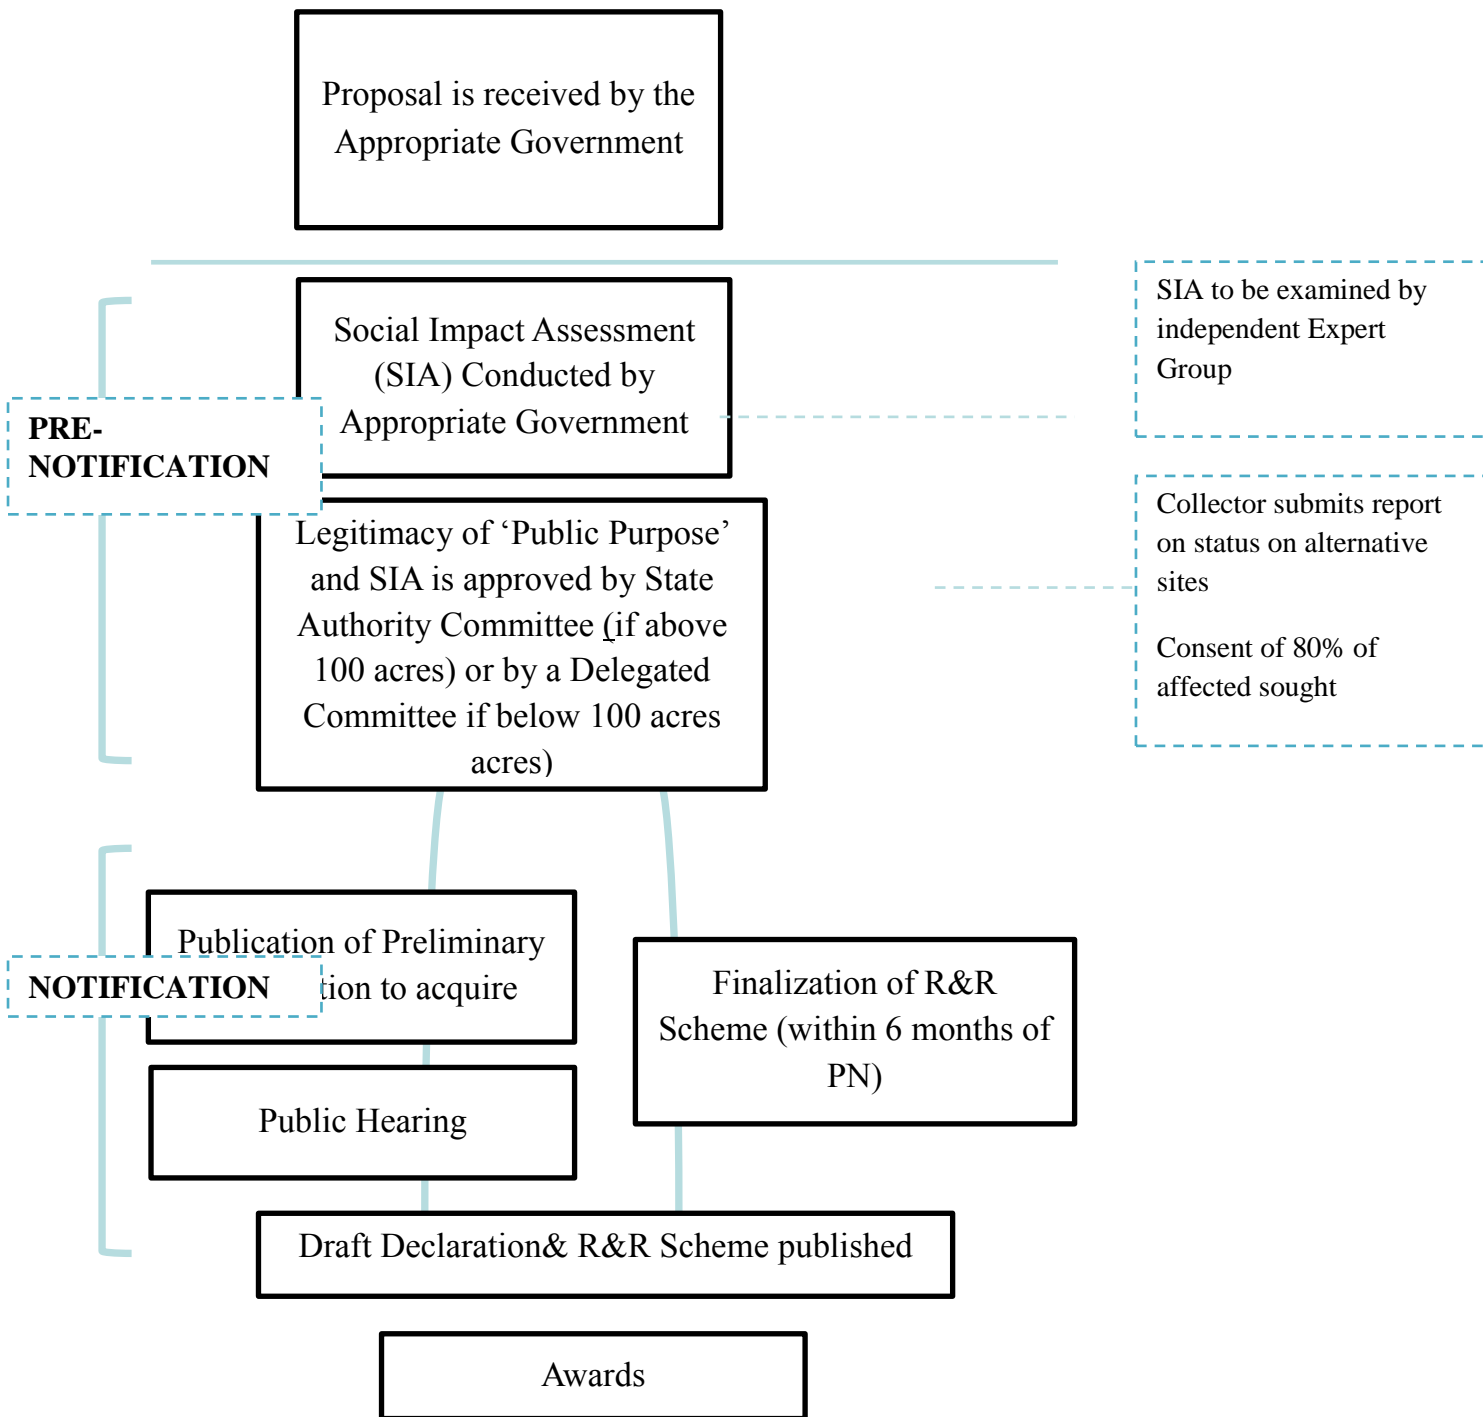 Proposal is received by the
Appropriate Government
Social Impact Assessment
(SIA) Conducted by
Appropriate Government
SIA to be examined by
independent Expert
Group
PRE-
NOTIFICATION
Legitimacy of ‘Public Purpose’
and SIA is approved by State
Authority Committee (if above
100 acres) or by a Delegated
Committee if below 100 acres
acres)
Collector submits report
on status on alternative
sites
Consent of 80% of
affected sought
Publication of Preliminary
tion to acquire
NOTIFICATION
Finalization of R&R
Scheme (within 6 months of
PN)
Public Hearing
Draft Declaration& R&R Scheme published
Awards